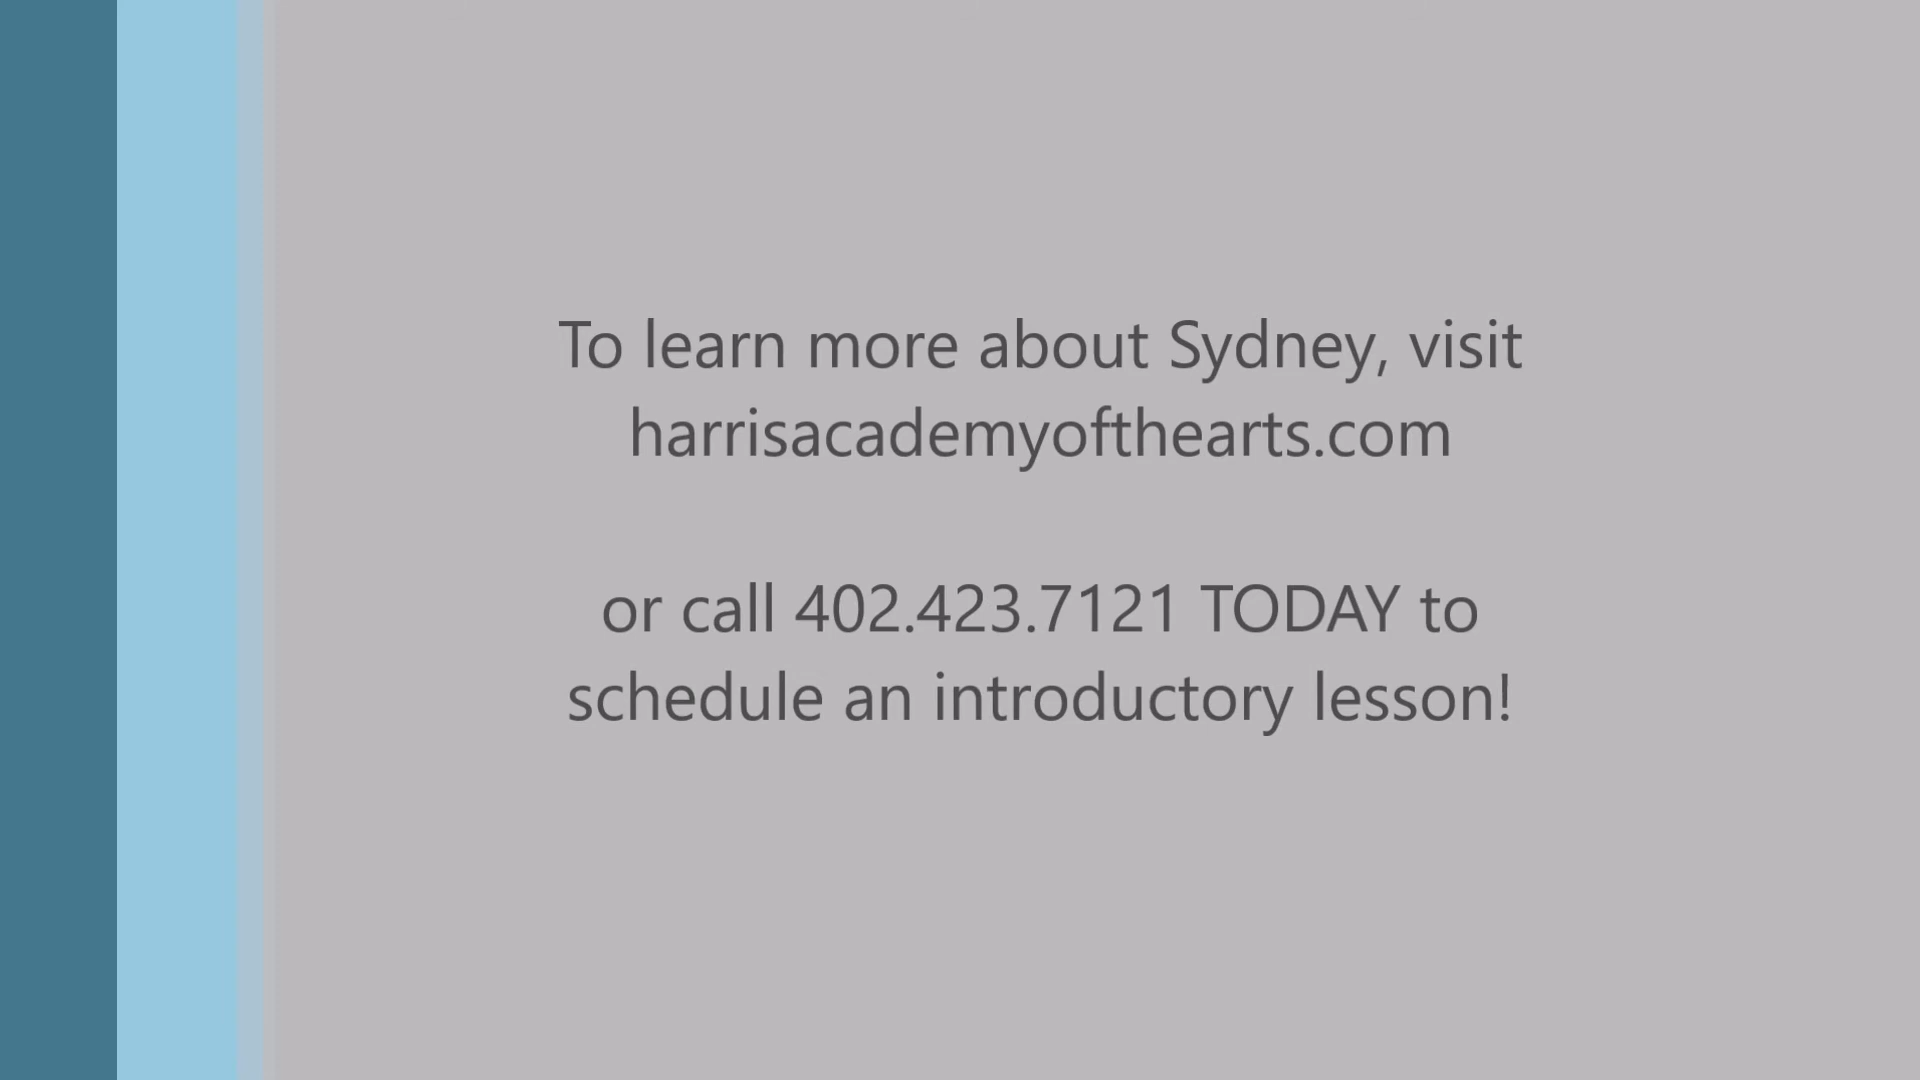 To learn more about Sydney, visit
harrisacademyofthearts.com
or call 402.423.7121 TODAY to
schedule an introductory lesson!